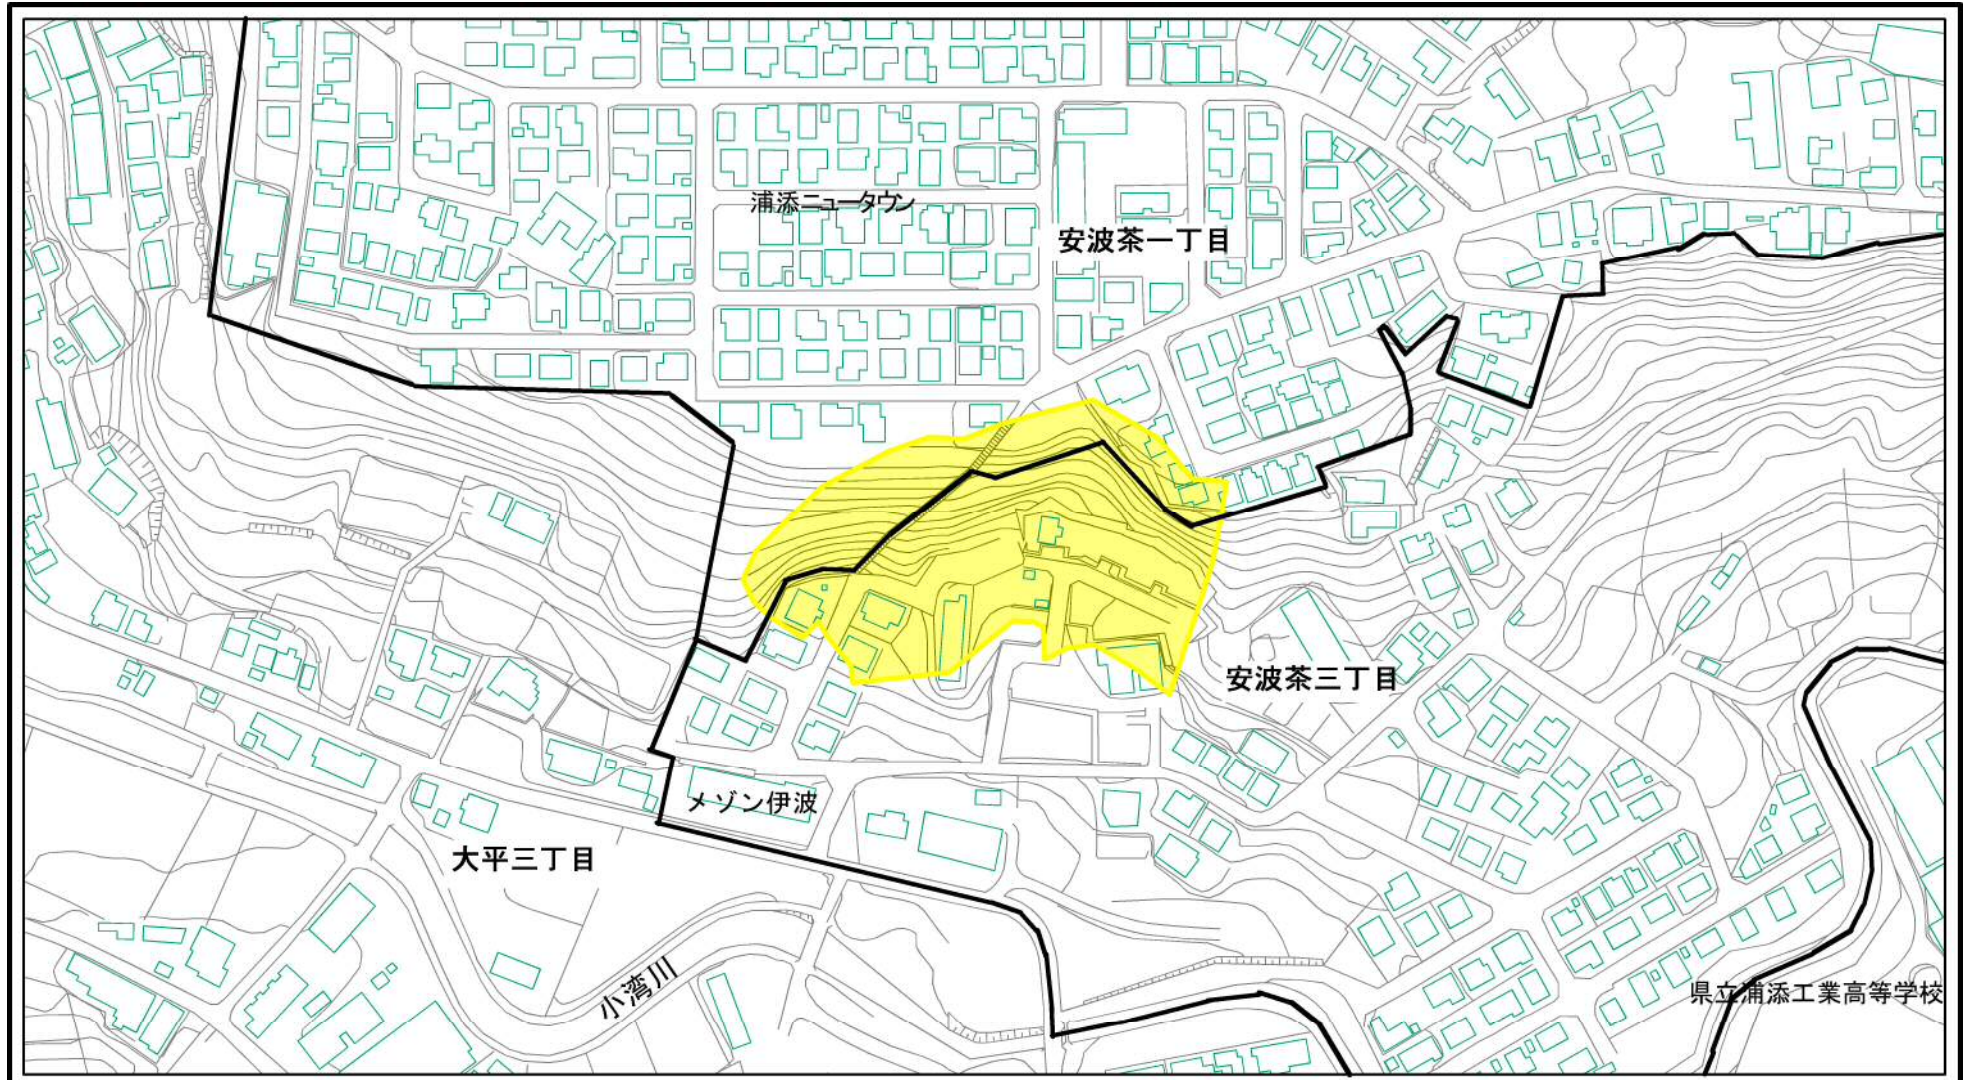 浦添ニュータウン
安波茶一丁目
安波茶三丁目
メゾン伊波
大平三丁目
小湾川
県立浦添工業高等学校